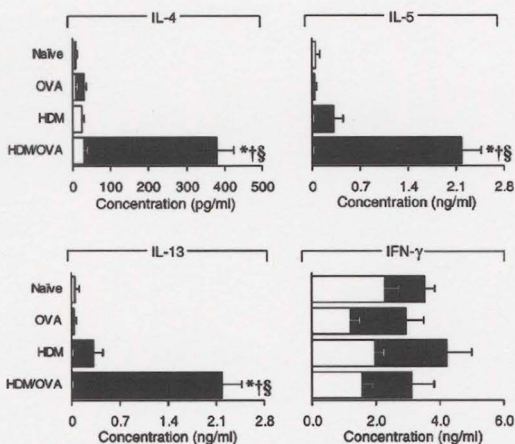 IL-4
IL-5
Naïve
OVA
HDM
HDM/OVA
*†§
*†§
0 100 200 300 400 500
0 0.7 1.4 2.1 2.8
Concentration (pg/ml)
Concentration (ng/ml)
IL-13
IFN-γ
Naïve
OVA
HDM
HDM/OVA
*†§
0 0.7 1.4 2.1 2.8
0.0 2.0 4.0 6.0
Concentration (ng/ml)
Concentration (ng/ml)